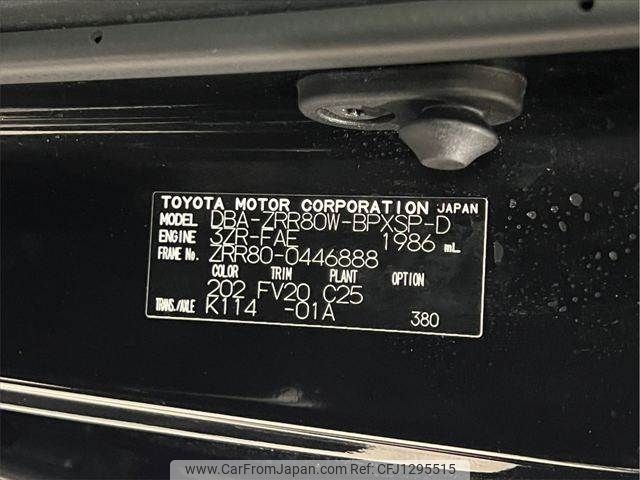 TOYOTA MOTOR CORPORATION JAPAN
MODEL DBA-ZRR80W-BPXSP-D
ENGINE 3ZR-FAE 1986 mL
FRAME No. ZRR80-0446888
COLOR TRIM PLANT OPTION
202 FV20 C25
TRANS./AXLE K114 -01A 380
www.CarFromJapan.com - Ref No: CFJ1295515